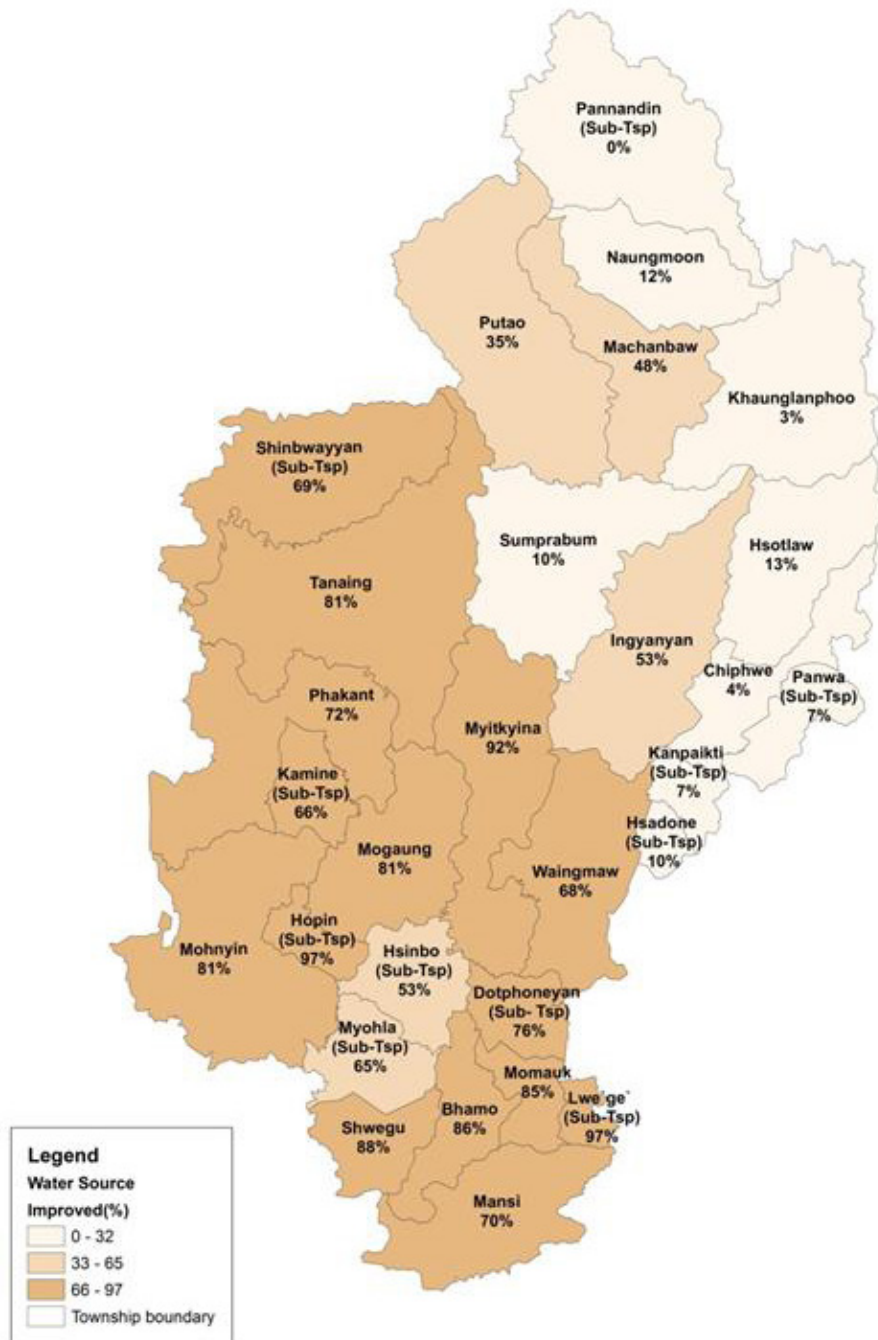 Pannandin
(Sub-Tsp)
0%
Naungmoon
12%
Putao
35%
Machanbaw
48%
Khaunglanphoo
3%
Shinbwayyan
(Sub-Tsp)
69%
Sumprabum
10%
Hsotlaw
13%
Tanaing
81%
Ingyanyan
53%
Chiphwe
4%
Panwa
(Sub-Tsp)
7%
Phakant
72%
Myitkyina
92%
Kanpaikti
(Sub-Tsp)
7%
Kamine
(Sub-Tsp)
66%
Hsadone
(Sub-Tsp)
10%
Mogaung
81%
Waingmaw
68%
Hopin
(Sub-Tsp)
97%
Mohnyin
81%
Hsinbo
(Sub-Tsp)
53%
Dotphoneyan
(Sub- Tsp)
76%
Myohla
(Sub-Tsp)
65%
Momauk
85%
Lwe`ge`
(Sub-Tsp)
97%
Bhamo
86%
Shwegu
88%
Mansi
70%
Legend
Water Source
Improved(%)
0 - 32
33 - 65
66 - 97
Township boundary